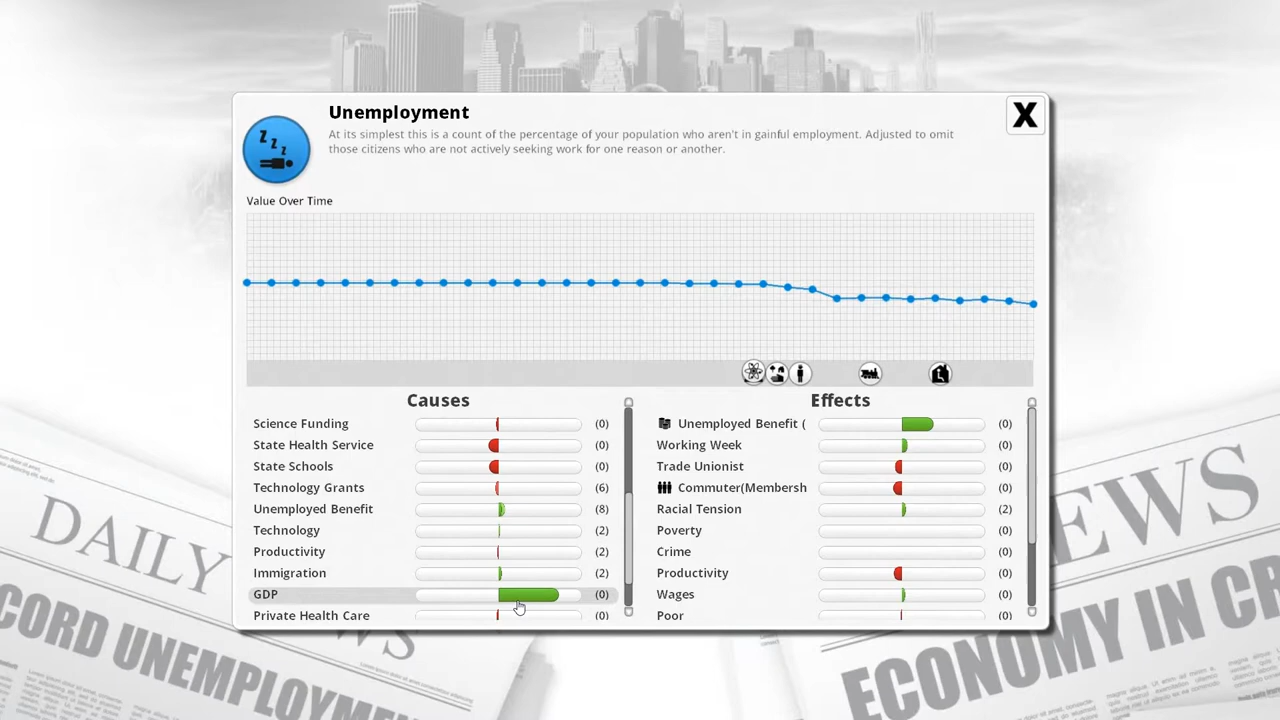 Unemployment
X
At its simplest this is a count of the percentage of your population who aren't in gainful employment. Adjusted to omit
those citizens who are not actively seeking work for one reason or another.
z z z
Value Over Time
Causes
Science Funding (0)
State Health Service (0)
State Schools (0)
Technology Grants (6)
Unemployed Benefit (8)
Technology (2)
Productivity (2)
Immigration (2)
GDP (0)
Private Health Care (0)
Effects
Unemployed Benefit ( (0)
Working Week (0)
Trade Unionist (0)
Commuter(Membersh (0)
Racial Tension (2)
Poverty (0)
Crime (0)
Productivity (0)
Wages (0)
Poor (0)
DAILY
NEWS
CORD UNEMPLOYME
EWS
ECONOMY IN CR